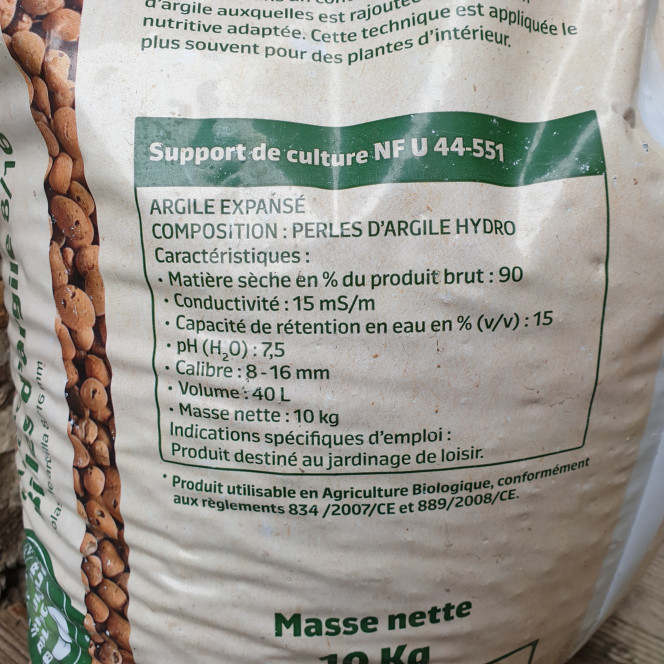 d'argile auxquelles est
nutritive adaptée. Cette technique est appliquée le
plus souvent pour des plantes d'intérieur.
Support de culture NF U 44-551
ARGILE EXPANSÉ
COMPOSITION : PERLES D'ARGILE HYDRO
Caractéristiques :
• Matière sèche en % du produit brut : 90
• Conductivité : 15 mS/m
• Capacité de rétention en eau en % (v/v) : 15
• pH (H₂O) : 7,5
• Calibre : 8 - 16 mm
• Volume : 40 L
• Masse nette : 10 kg
Indications spécifiques d'emploi :
Produit destiné au jardinage de loisir.
* Produit utilisable en Agriculture Biologique, conformément
aux règlements 834 /2007/CE et 889/2008/CE.
Masse nette
10 Kg